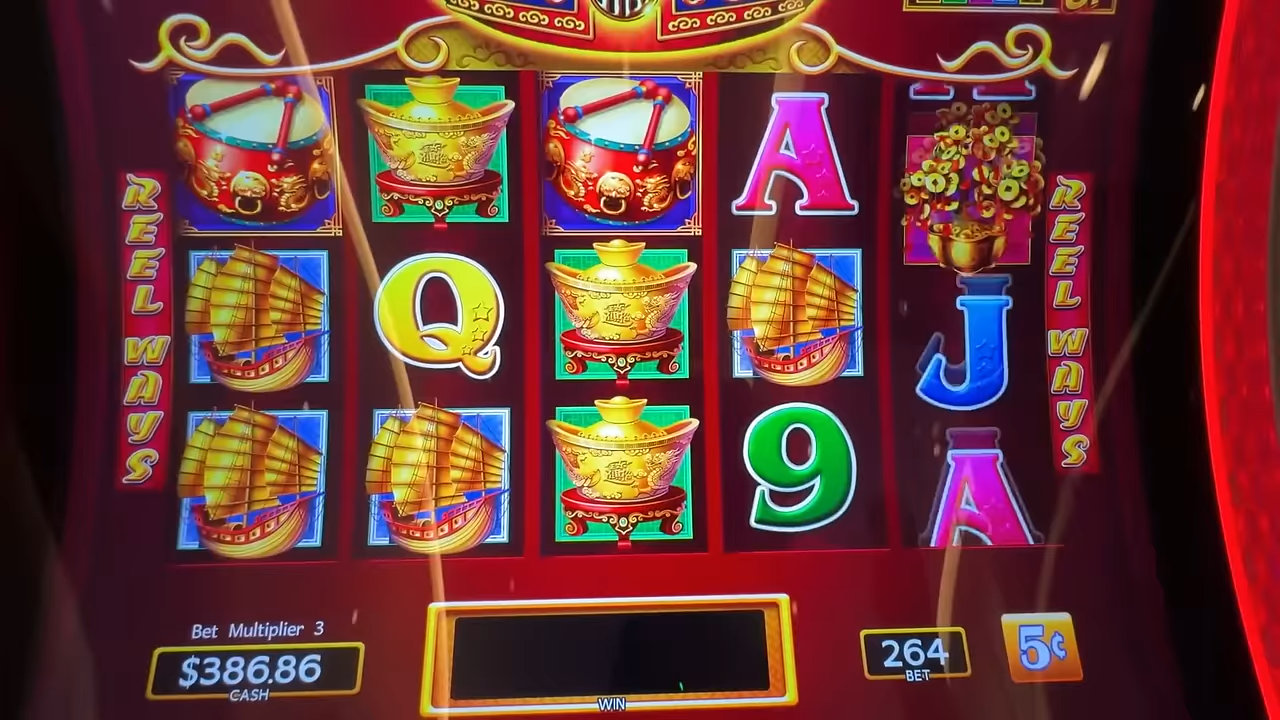 A
REEL WAYS
REEL WAYS
Q
J
9
A
Bet Multiplier 3
$386.86
CASH
WIN
264
BET
5¢